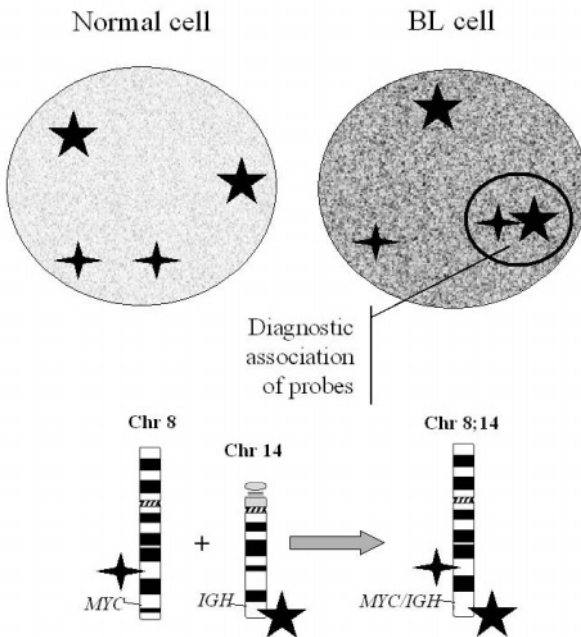 Normal cell
BL cell
Diagnostic
association
of probes
Chr 8
Chr 14
Chr 8;14
+
MYC
IGH
MYC/IGH